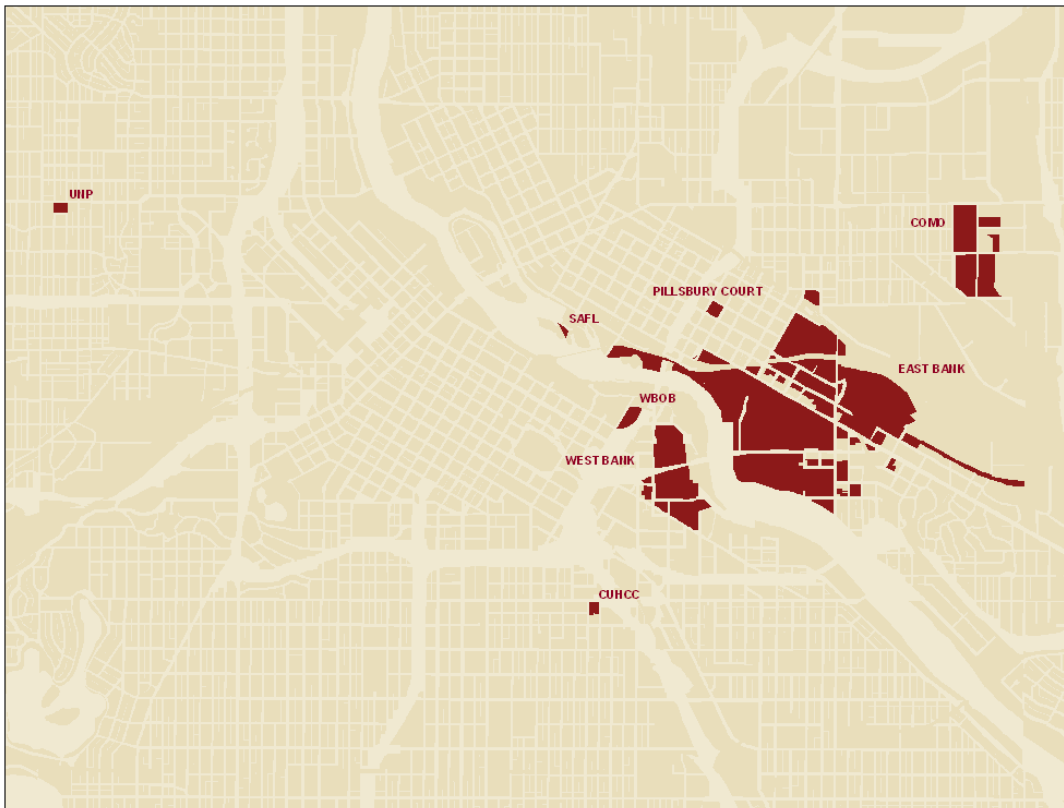 UNP
COMO
PILLSBURY COURT
SAFL
EAST BANK
WBOB
WEST BANK
CUHCC